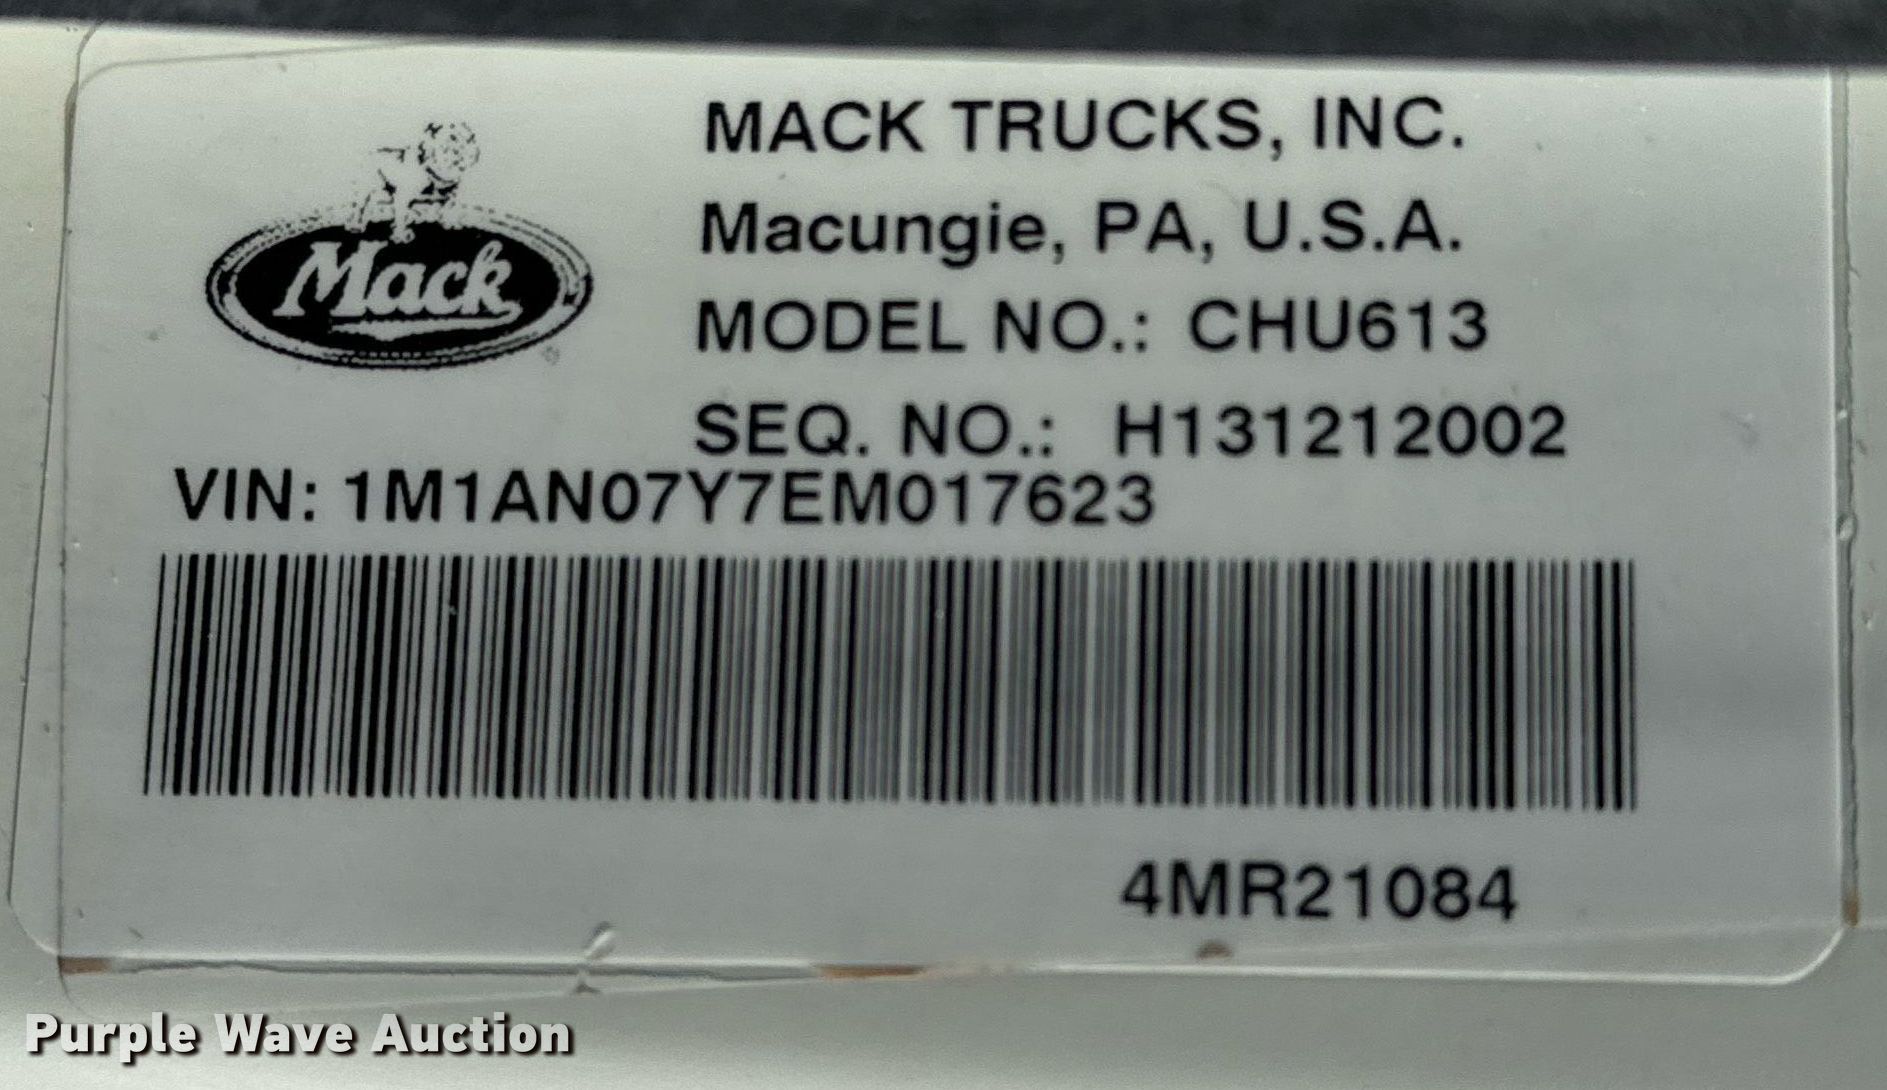 MACK TRUCKS, INC.
Macungie, PA, U.S.A.
Mack
MODEL NO.: CHU613
SEQ. NO.: H131212002
VIN: 1M1AN07Y7EM017623
4MR21084
Purple Wave Auction